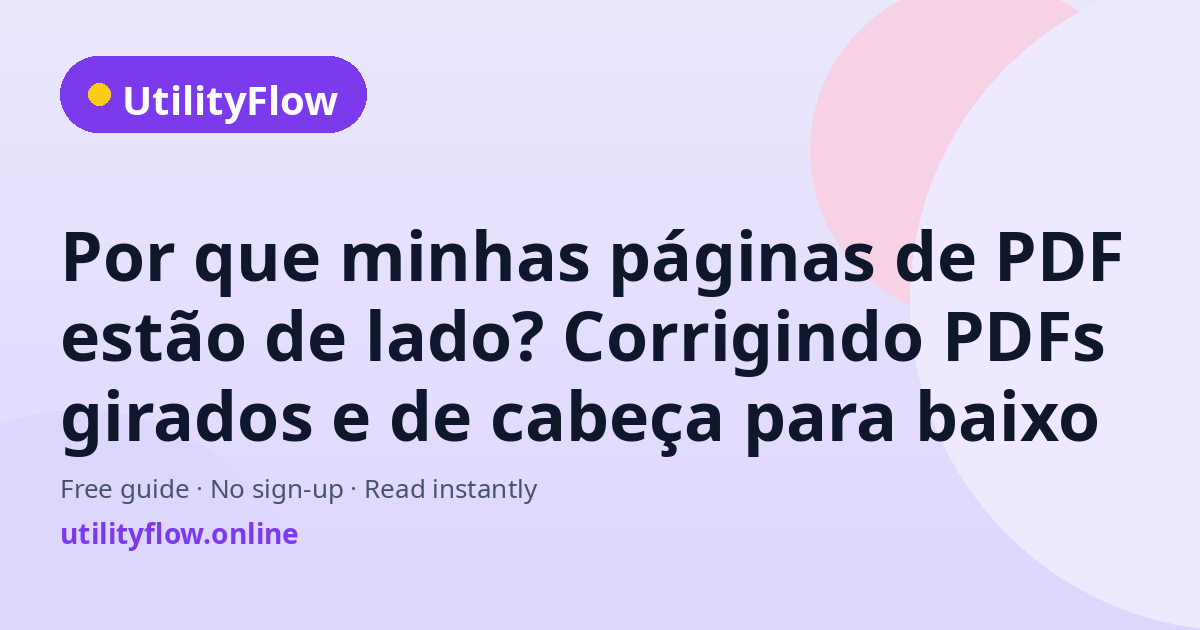 UtilityFlow
Por que minhas páginas de PDF
estão de lado? Corrigindo PDFs
girados e de cabeça para baixo
Free guide · No sign-up · Read instantly
utilityflow.online